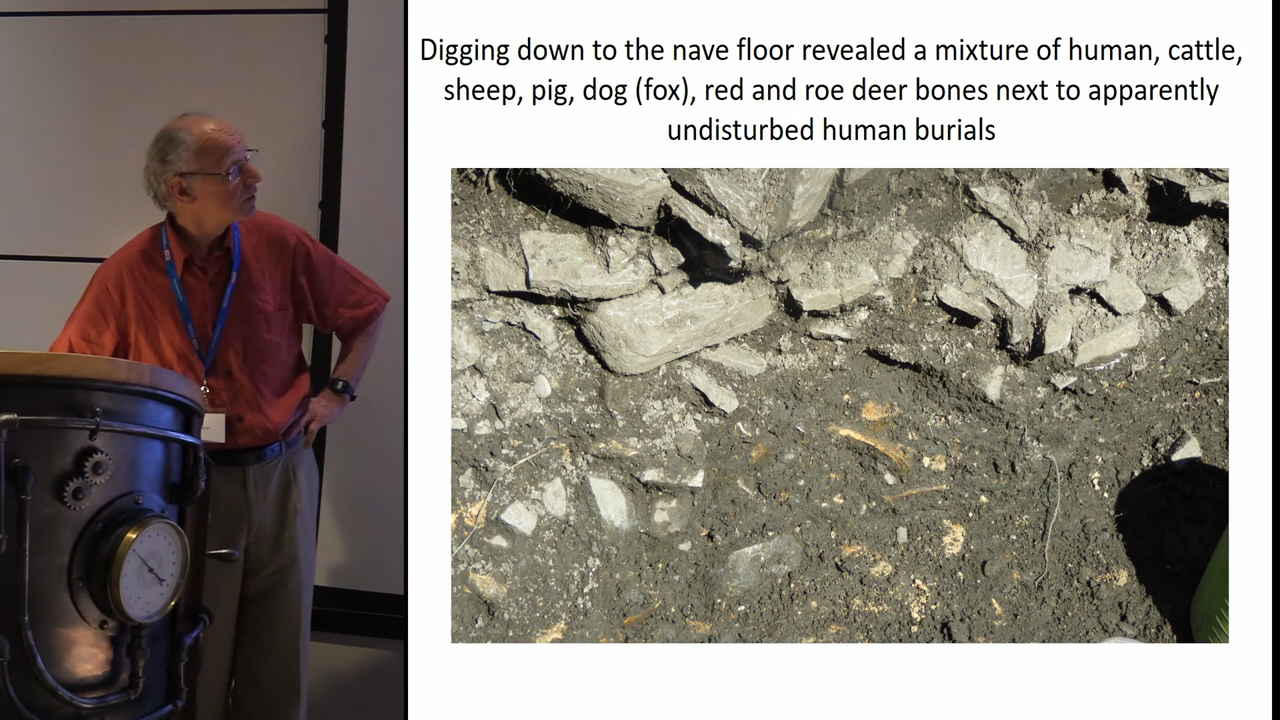 Digging down to the nave floor revealed a mixture of human, cattle,
sheep, pig, dog (fox), red and roe deer bones next to apparently
undisturbed human burials